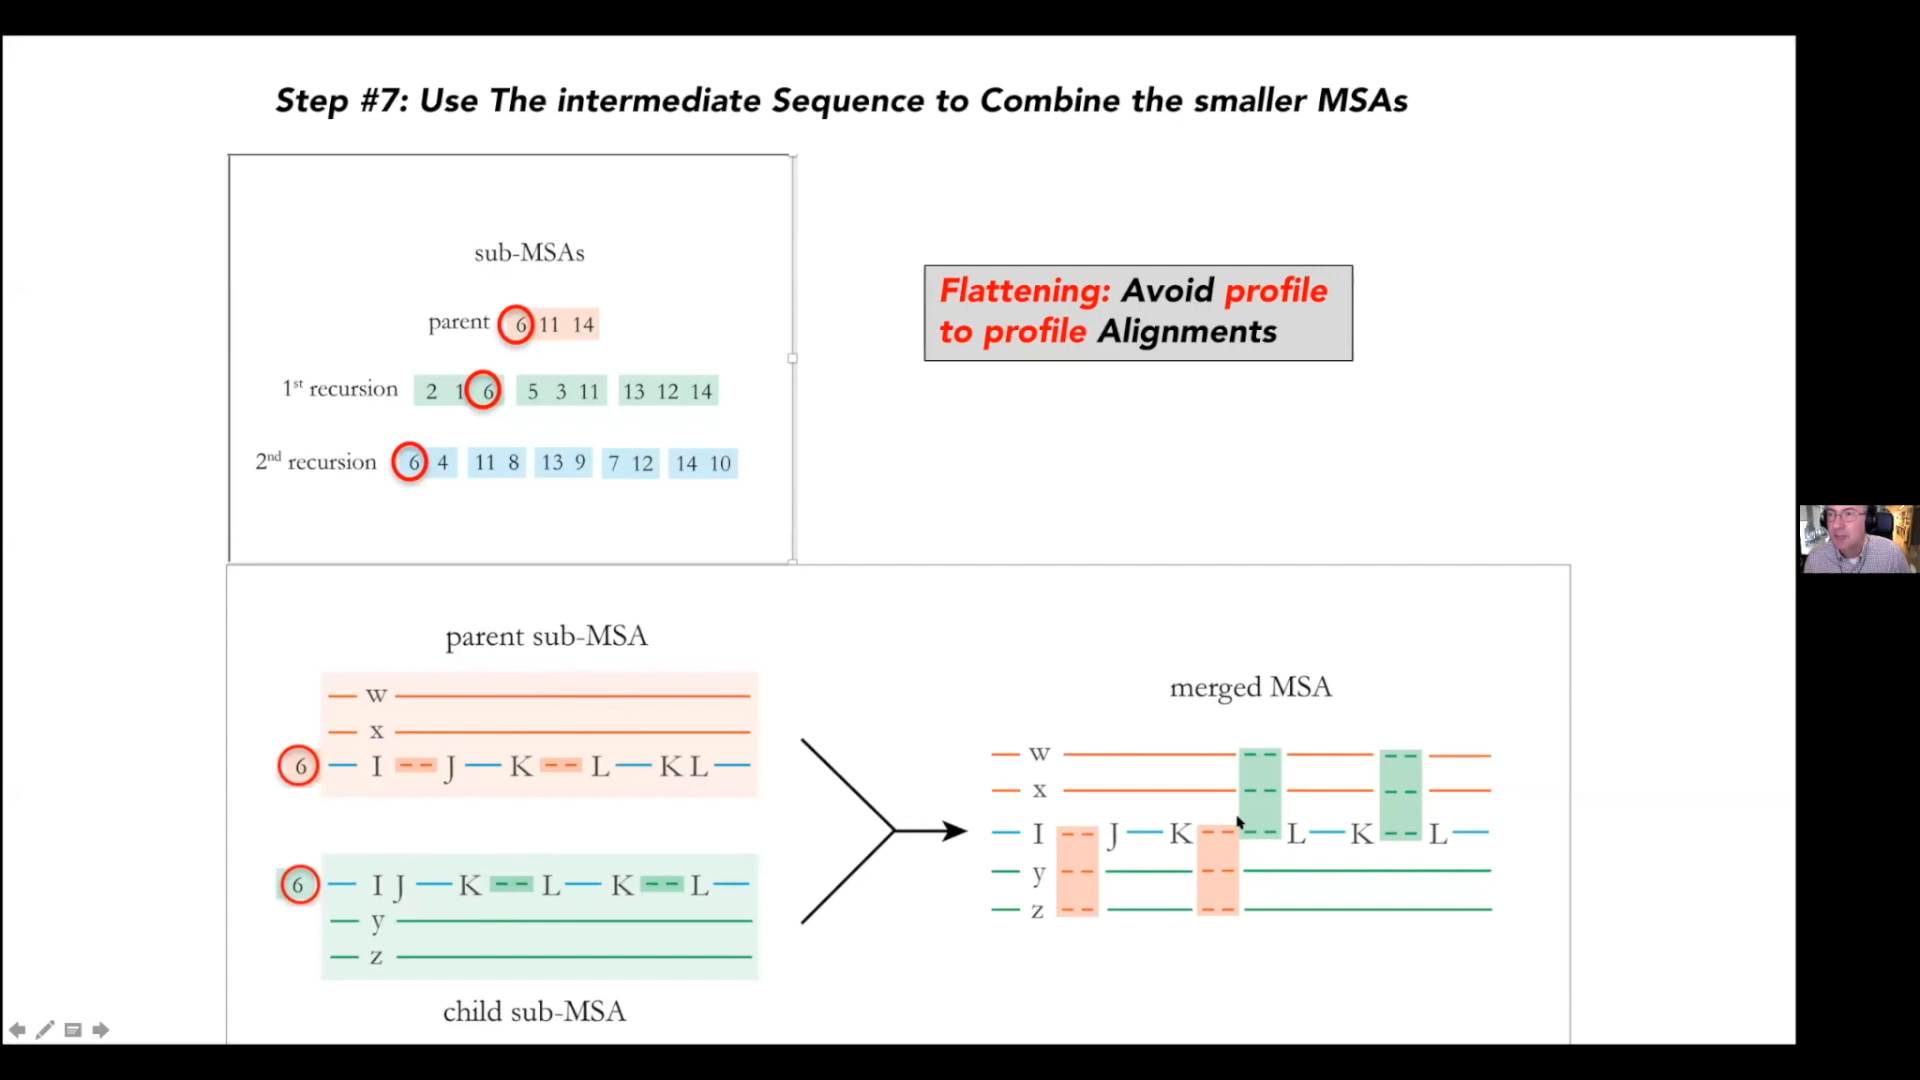 Step #7: Use The intermediate Sequence to Combine the smaller MSAs
sub-MSAs
parent 6 11 14
1st recursion 2 1 6 5 3 11 13 12 14
2nd recursion 6 4 11 8 13 9 7 12 14 10
Flattening: Avoid profile
to profile Alignments
parent sub-MSA
w
x
6 I -- J K -- L K L
6 I J K -- L K -- L
y
z
child sub-MSA
merged MSA
w -- --
x -- --
I -- J K -- -- L K -- L
y -- --
z -- --